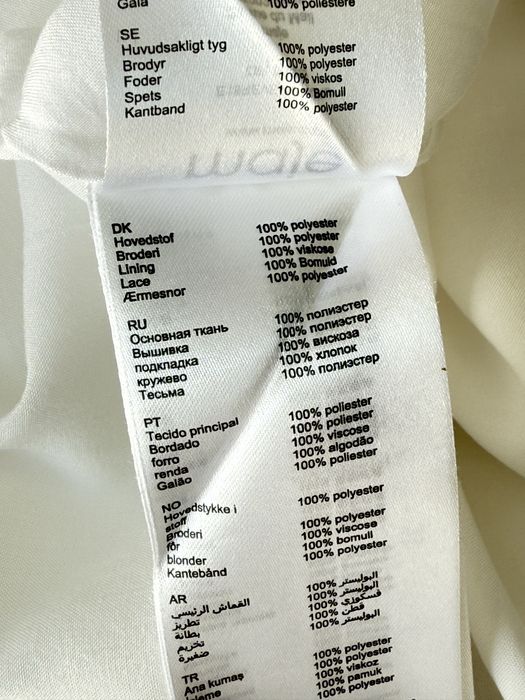 Gala 100% poliestere
SE
Huvudsakligt tyg 100% polyester
Brodyr 100% polyester
Foder 100% viskos
Spets 100% Bomull
Kantband 100% polyester
maje
DK
Hovedstof 100% polyester
Broderi 100% polyester
Lining 100% viskose
Lace 100% Bomuld
Ærmesnor 100% polyester
RU
Основная ткань 100% полиэстер
Вышивка 100% полиэстер
подкладка 100% вискоза
кружево 100% хлопок
Тесьма 100% полиэстер
PT
Tecido principal 100% poliester
Bordado 100% poliester
forro 100% viscose
renda 100% algodão
Galão 100% poliester
NO
Hovedstykke i 100% polyester
stoff
Broderi 100% polyester
fôr 100% viscose
blonder 100% bomull
Kantebånd 100% polyester
AR
القماش الرئيسي 100% البوليستر
تطريز 100% البوليستر
بطانة 100% فسكوزي
تخريم 100% قطن
ضفيرة 100% البوليستر
TR
Ana kumaş 100% polyester
100% polyester
100% viskoz
100% pamuk
100% polyester